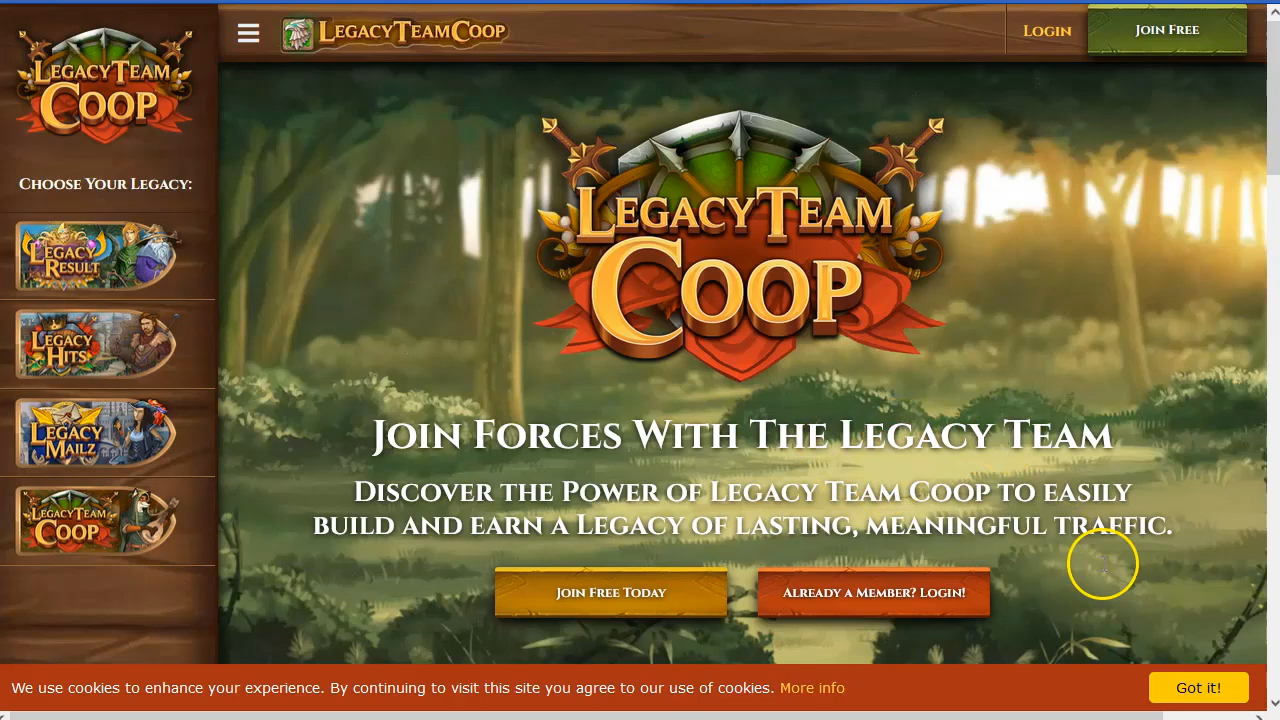 LegacyTeam
Coop
Choose Your Legacy:
Legacy
Result
Legacy
Hits
Legacy
Mailz
LegacyTeam
Coop
LegacyTeamCoop
Login
Join Free
LegacyTeam
Coop
Join Forces With The Legacy Team
Discover the Power of Legacy Team Coop to easily
build and earn a Legacy of lasting, meaningful traffic.
Join Free Today
Already a Member? Login!
We use cookies to enhance your experience. By continuing to visit this site you agree to our use of cookies. More info
Got it!